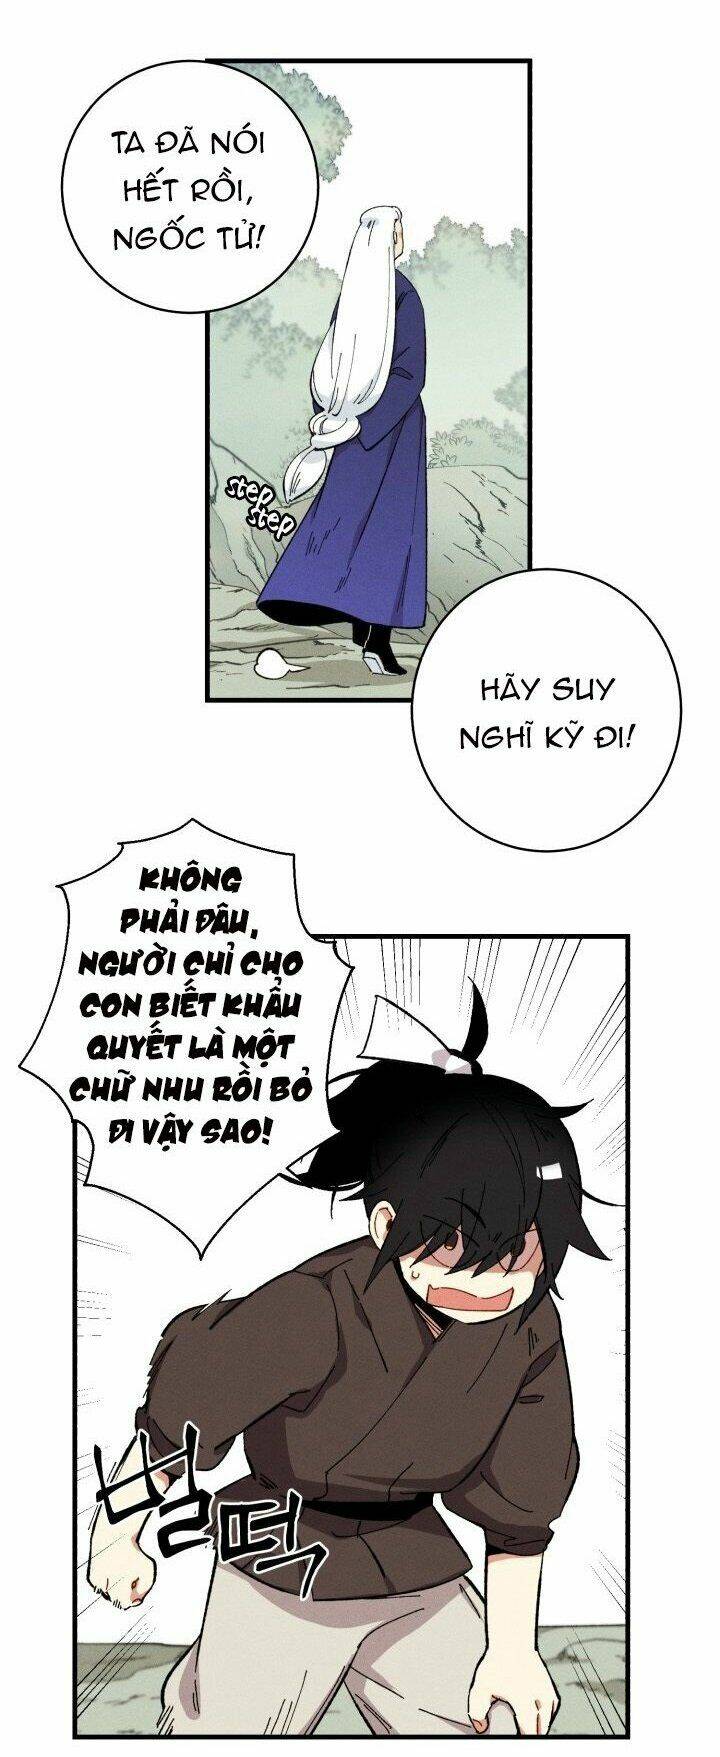 TA ĐÃ NÓI
HẾT RỒI,
NGỐC TỬ!
step
step
HÃY SUY
NGHĨ KỸ ĐI!
KHÔNG
PHẢI ĐÂU,
NGƯỜI CHỈ CHO
CON BIẾT KHẨU
QUYẾT LÀ MỘT
CHỮ NHU RỒI BỎ
ĐI VẬY SAO!
벌떡